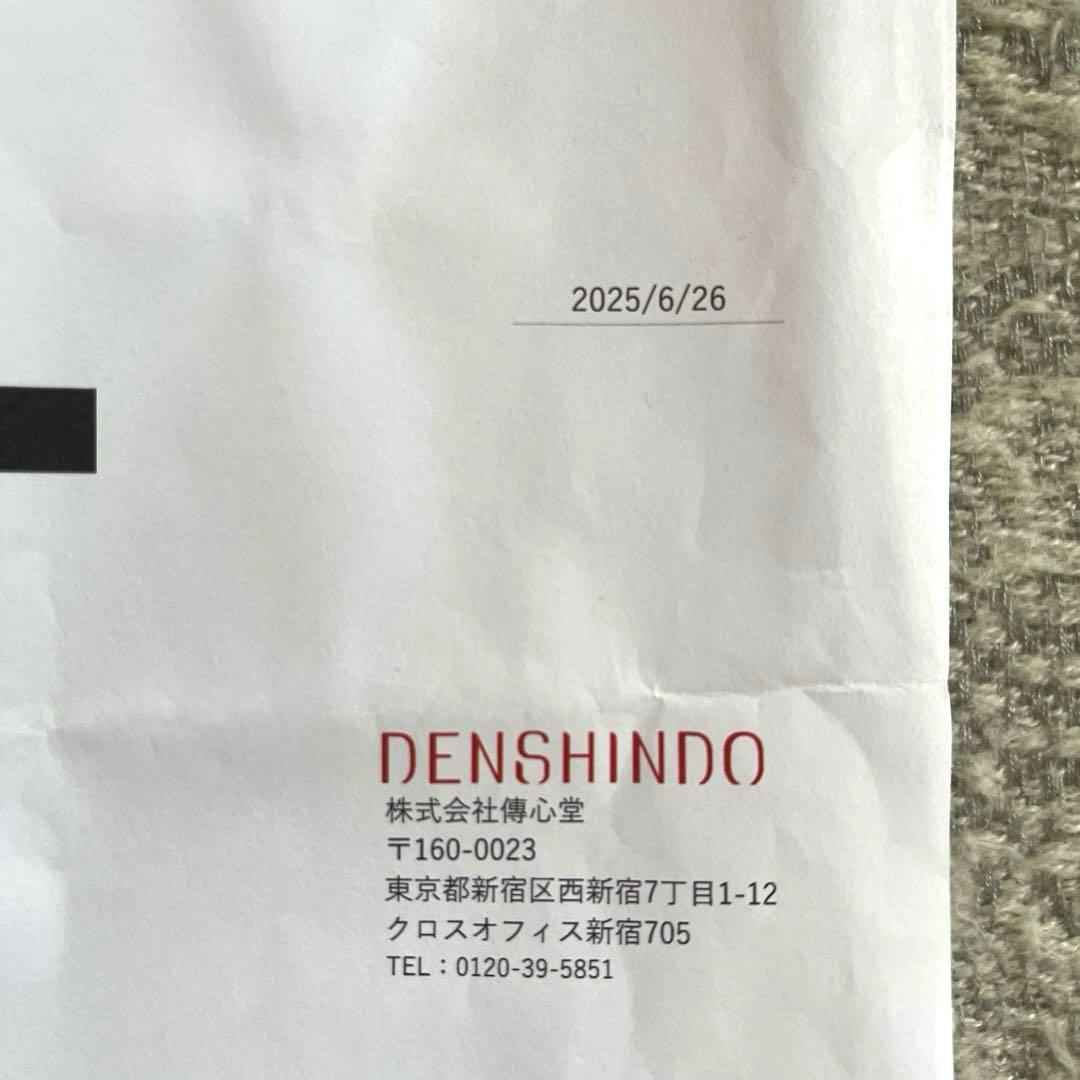 2025/6/26
DENSHINDO
株式会社傳心堂
〒160-0023
東京都新宿区西新宿7丁目1-12
クロスオフィス新宿705
TEL：0120-39-5851